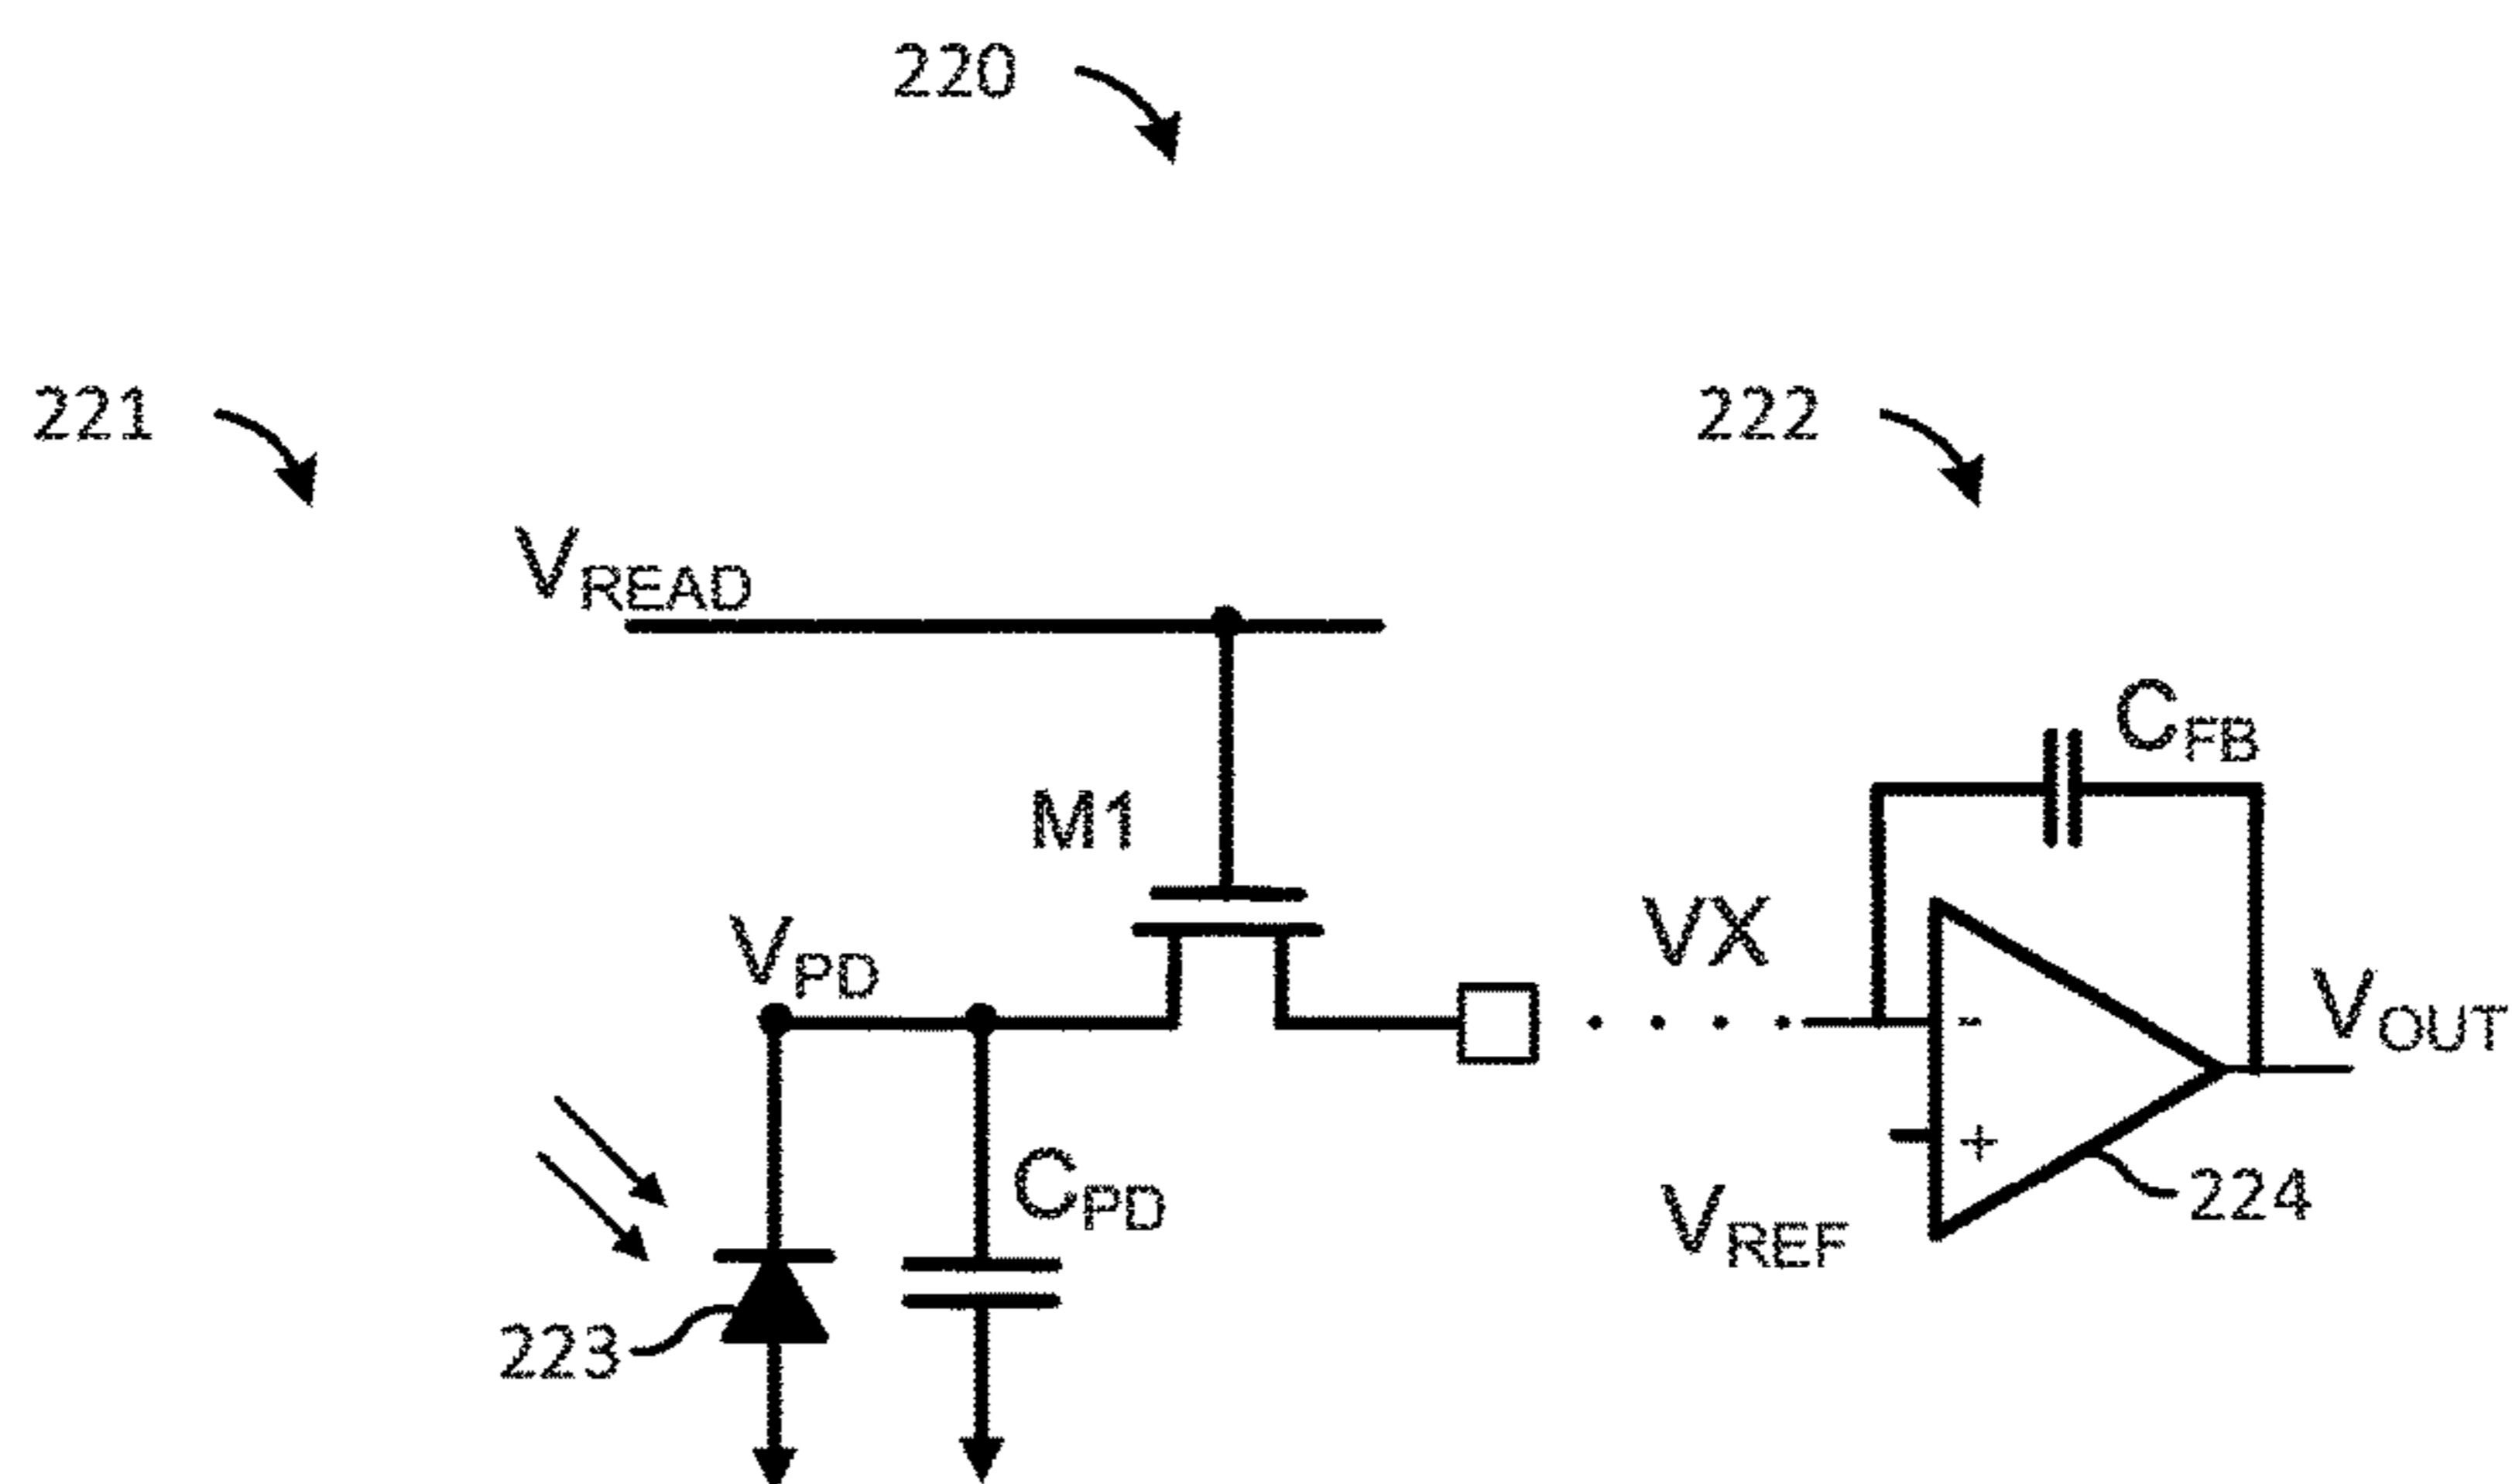 220
221
222
VREAD
CFB
M1
VX
VPD
VOUT
-
+
CPD
224
VREF
223